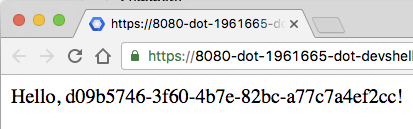 https://8080-dot-1961665-d
https://8080-dot-1961665-dot-devshell
Hello, d09b5746-3f60-4b7e-82bc-a77c7a4ef2cc!